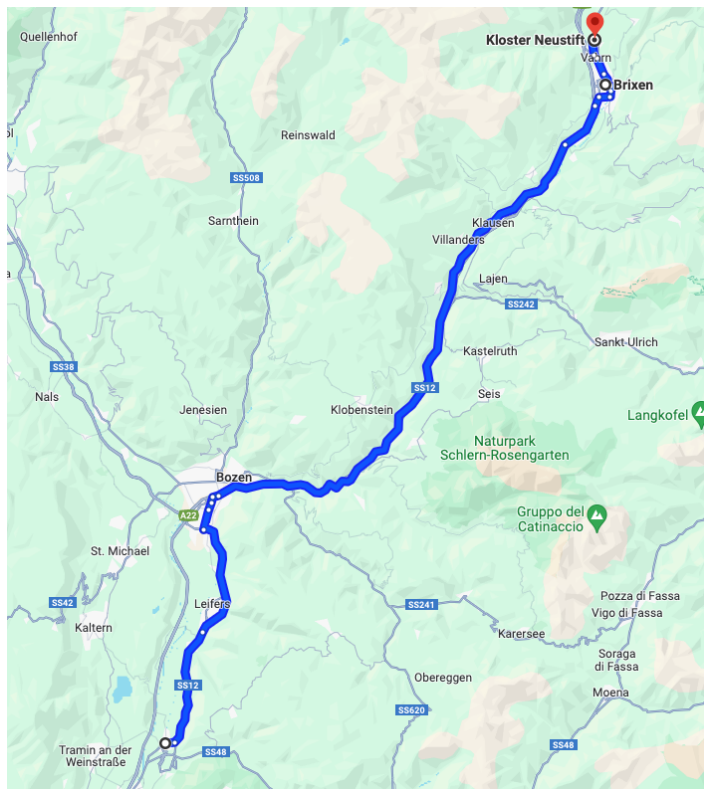 Quellenhof
Kloster Neustift
Vahrn
Brixen
Reinswald
SS508
Sarnthein
Klausen
Villanders
Lajen
SS242
Sankt Ulrich
Kastelruth
SS38
SS12
Nals
Seis
Jenesien
Klobenstein
Langkofel
Naturpark
Schlern-Rosengarten
Bozen
A22
Gruppo del
Catinaccio
St. Michael
SS42
Leifers
SS241
Pozza di Fassa
Vigo di Fassa
Kaltern
Karersee
Soraga
di Fassa
Obereggen
SS12
Moena
SS620
Tramin an der
Weinstraße
SS48
SS48